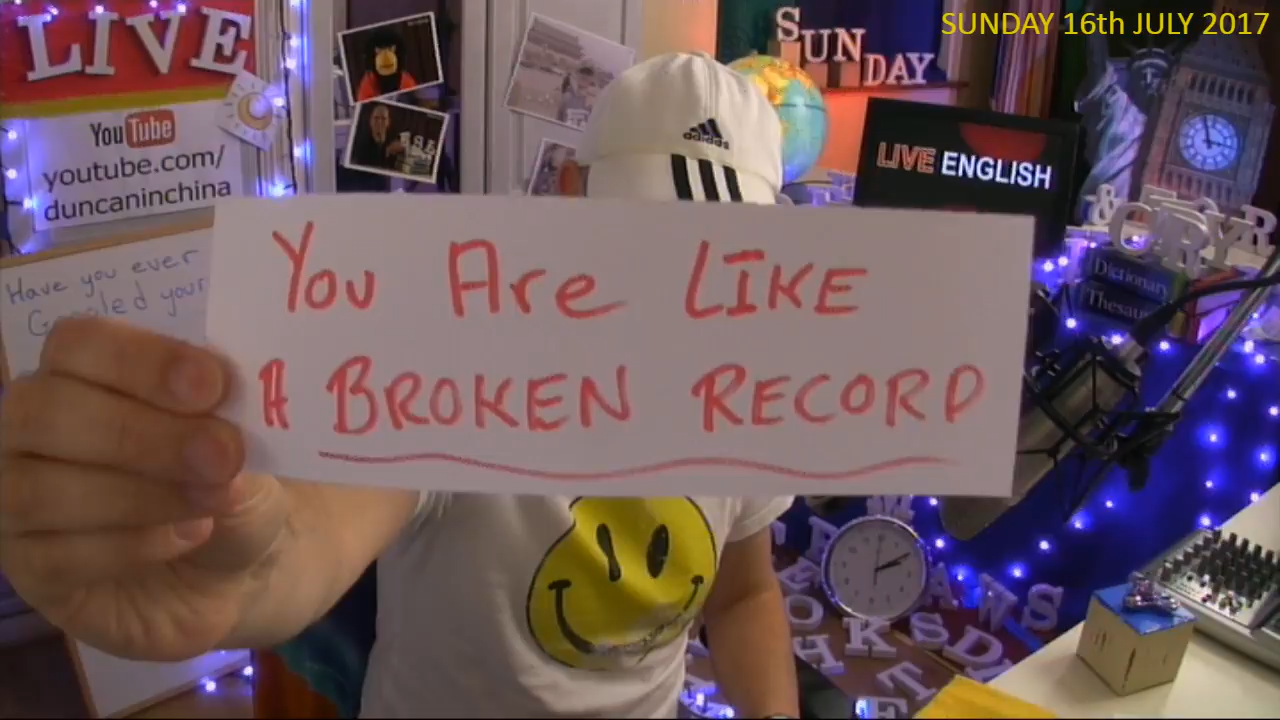 SUNDAY 16th JULY 2017
LIVE
SUNDAY
YouTube
youtube.com/
duncaninchina
adidas
LIVE ENGLISH
Have you ever
Googled your
Dictionary
YOU ARe LIKE
A BROKEN RECORD